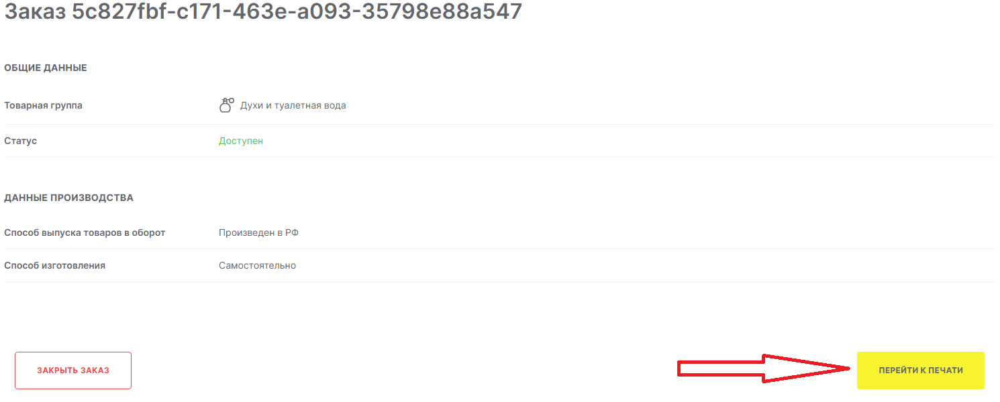 Заказ 5c827fbf-c171-463e-a093-35798e88a547
ОБЩИЕ ДАННЫЕ
Товарная группа Духи и туалетная вода
Статус Доступен
ДАННЫЕ ПРОИЗВОДСТВА
Способ выпуска товаров в оборот Произведен в РФ
Способ изготовления Самостоятельно
ЗАКРЫТЬ ЗАКАЗ ПЕРЕЙТИ К ПЕЧАТИ